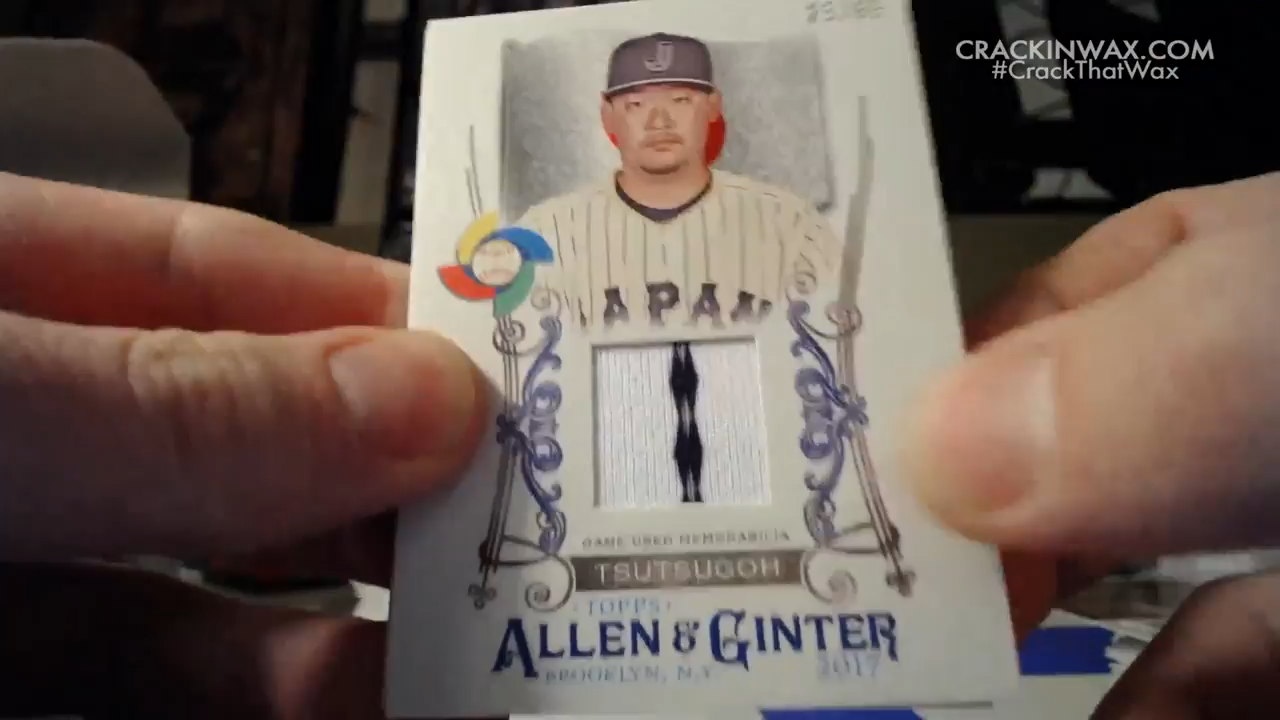 CRACKINWAX.COM
#CrackThatWax
J
JAPAN
GAME USED MEMORABILIA
TSUTSUGOH
TOPPS
ALLEN & GINTER
BROOKLYN, N.Y.
2017